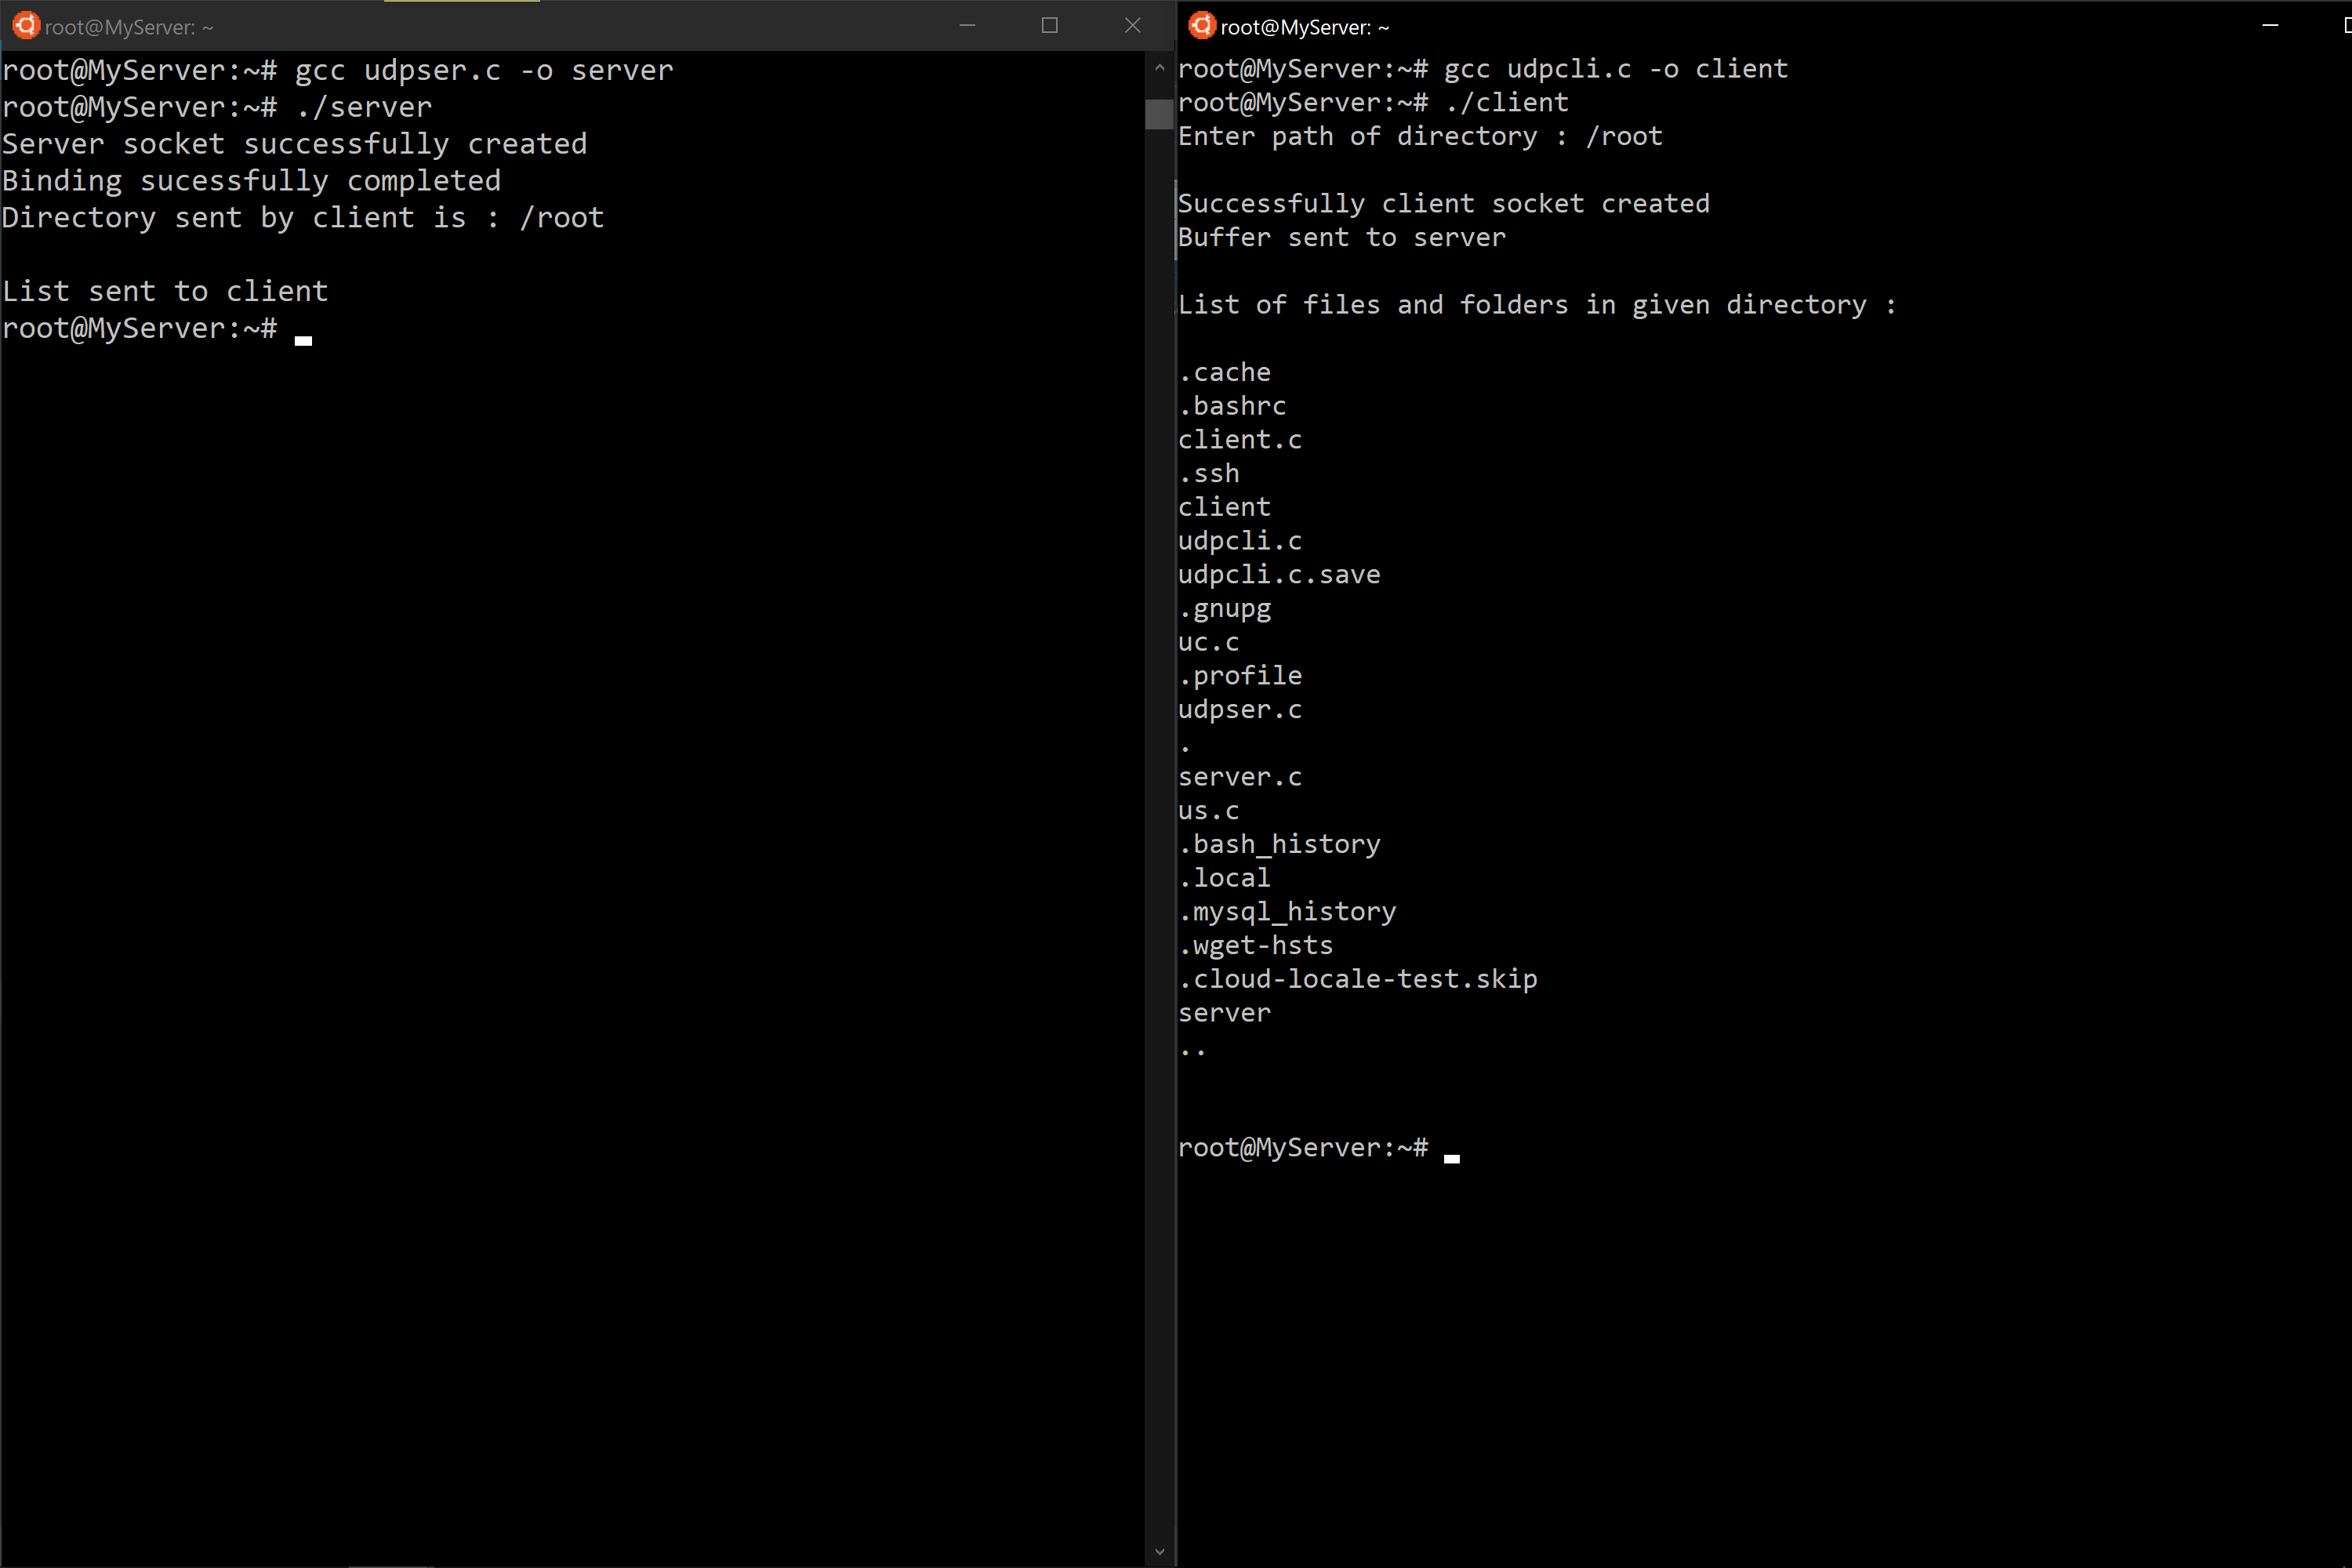 root@MyServer: ~
root@MyServer:~# gcc udpser.c -o server
root@MyServer:~# ./server
Server socket successfully created
Binding sucessfully completed
Directory sent by client is : /root
List sent to client
root@MyServer:~#
root@MyServer: ~
root@MyServer:~# gcc udpcli.c -o client
root@MyServer:~# ./client
Enter path of directory : /root
Successfully client socket created
Buffer sent to server
List of files and folders in given directory :
.cache
.bashrc
client.c
.ssh
client
udpcli.c
udpcli.c.save
.gnupg
uc.c
.profile
udpser.c
.
server.c
us.c
.bash_history
.local
.mysql_history
.wget-hsts
.cloud-locale-test.skip
server
..
root@MyServer:~#